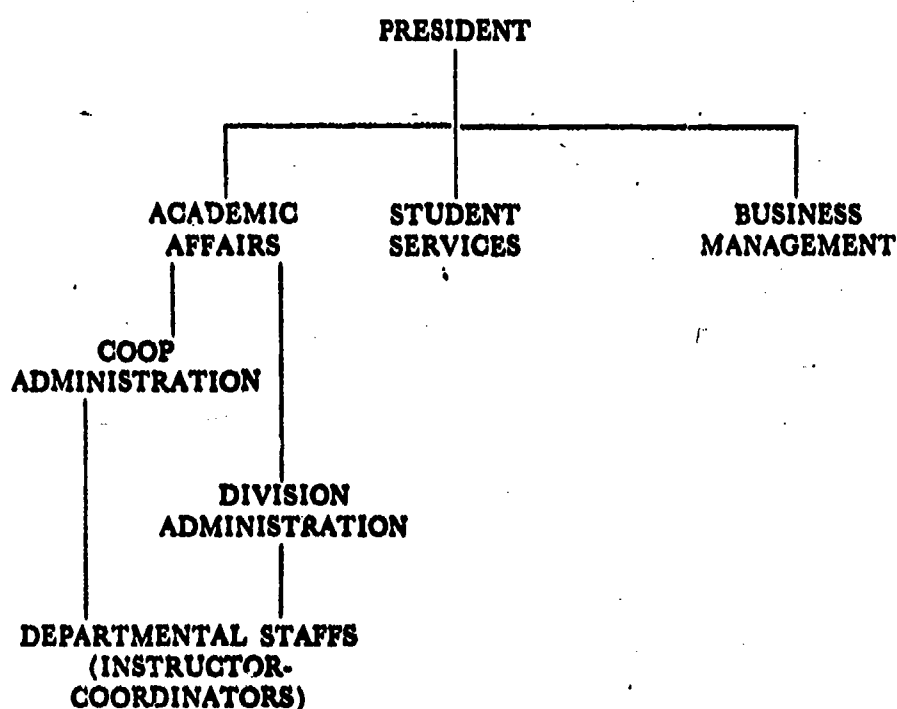 PRESIDENT
ACADEMIC
AFFAIRS
STUDENT
SERVICES
BUSINESS
MANAGEMENT
COOP
ADMINISTRATION
DIVISION
ADMINISTRATION
DEPARTMENTAL STAFFS
(INSTRUCTOR-
COORDINATORS)